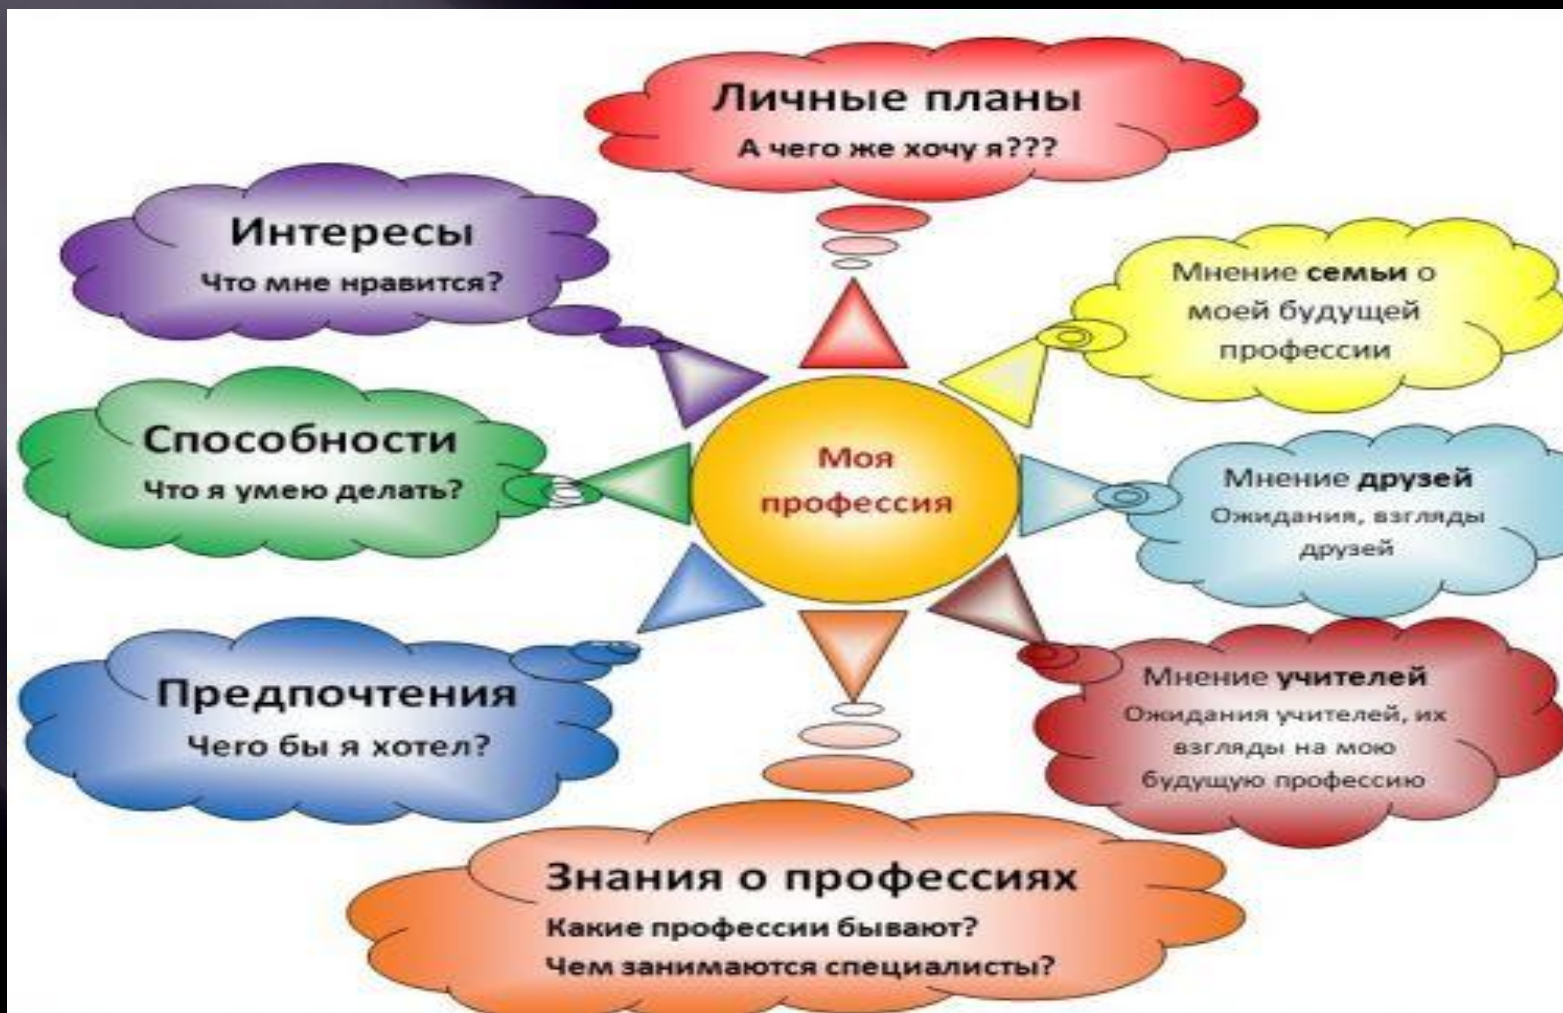 Личные планы
А чего же хочу я???
Интересы
Что мне нравится?
Мнение семьи о
моей будущей
профессии
Способности
Что я умею делать?
Моя
профессия
Мнение друзей
Ожидания, взгляды
друзей
Предпочтения
Чего бы я хотел?
Мнение учителей
Ожидания учителей, их
взгляды на мою
будущую профессию
Знания о профессиях
Какие профессии бывают?
Чем занимаются специалисты?